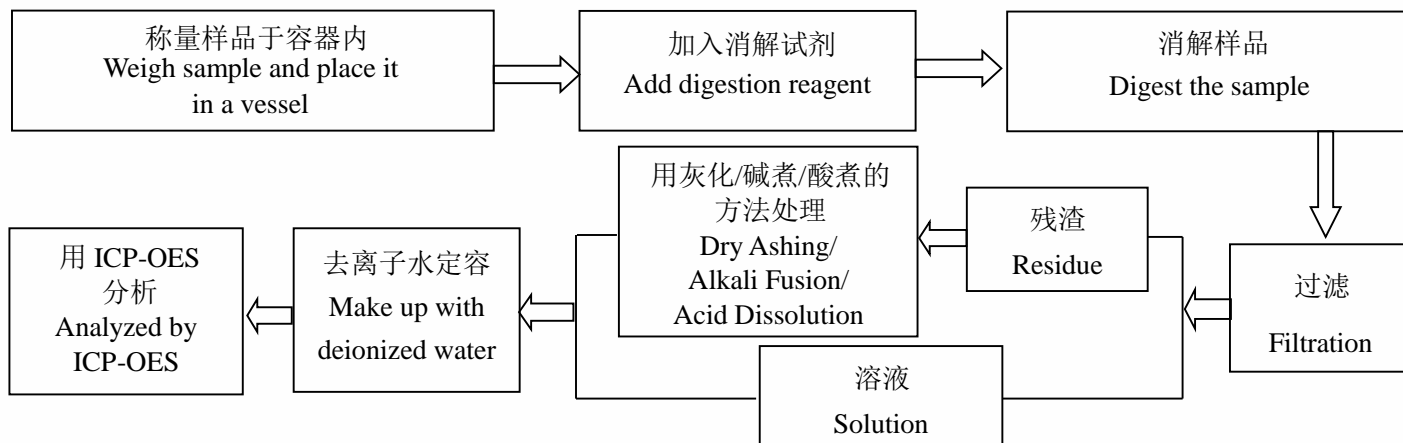 称量样品于容器内
Weigh sample and place it
in a vessel
加入消解试剂
Add digestion reagent
消解样品
Digest the sample
过滤
Filtration
残渣
Residue
用灰化/碱煮/酸煮的
方法处理
Dry Ashing/
Alkali Fusion/
Acid Dissolution
溶液
Solution
去离子水定容
Make up with
deionized water
用 ICP-OES
分析
Analyzed by
ICP-OES